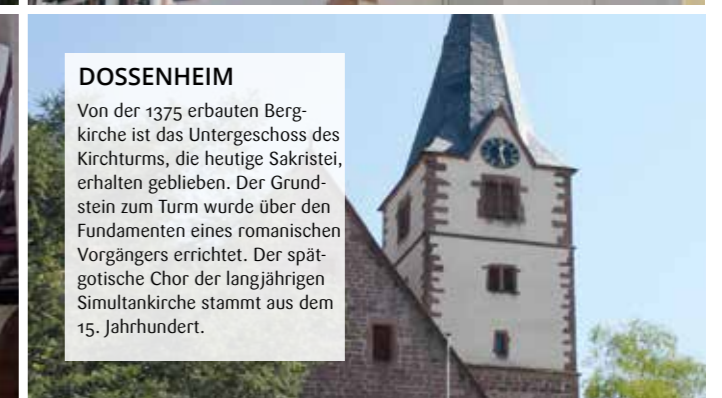 DOSSENHEIM
Von der 1375 erbauten Berg-
kirche ist das Untergeschoss des
Kirchturms, die heutige Sakristei,
erhalten geblieben. Der Grund-
stein zum Turm wurde über den
Fundamenten eines romanischen
Vorgängers errichtet. Der spät-
gotische Chor der langjährigen
Simultankirche stammt aus dem
15. Jahrhundert.